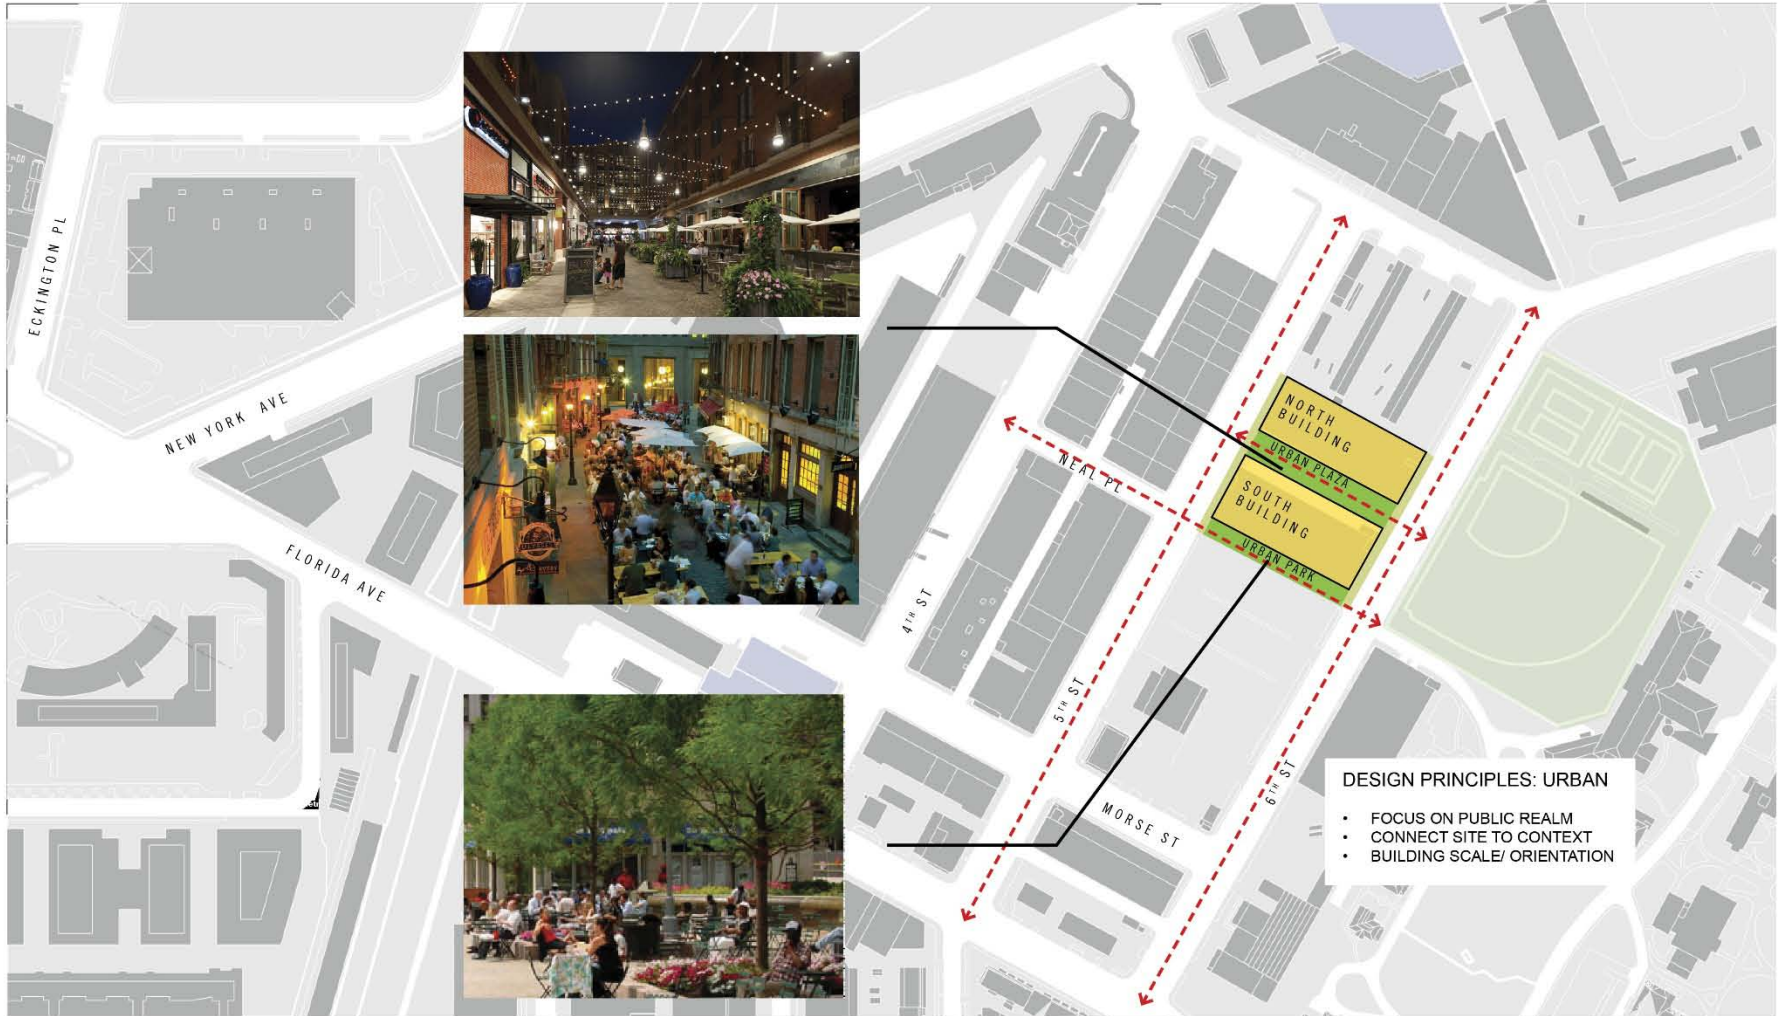 ECKINGTON PL
NEW YORK AVE
FLORIDA AVE
4TH ST
5TH ST
6TH ST
NEAL PL
MORSE ST
NORTH
BUILDING
URBAN PLAZA
SOUTH
BUILDING
URBAN PARK
DESIGN PRINCIPLES: URBAN
• FOCUS ON PUBLIC REALM
• CONNECT SITE TO CONTEXT
• BUILDING SCALE/ ORIENTATION